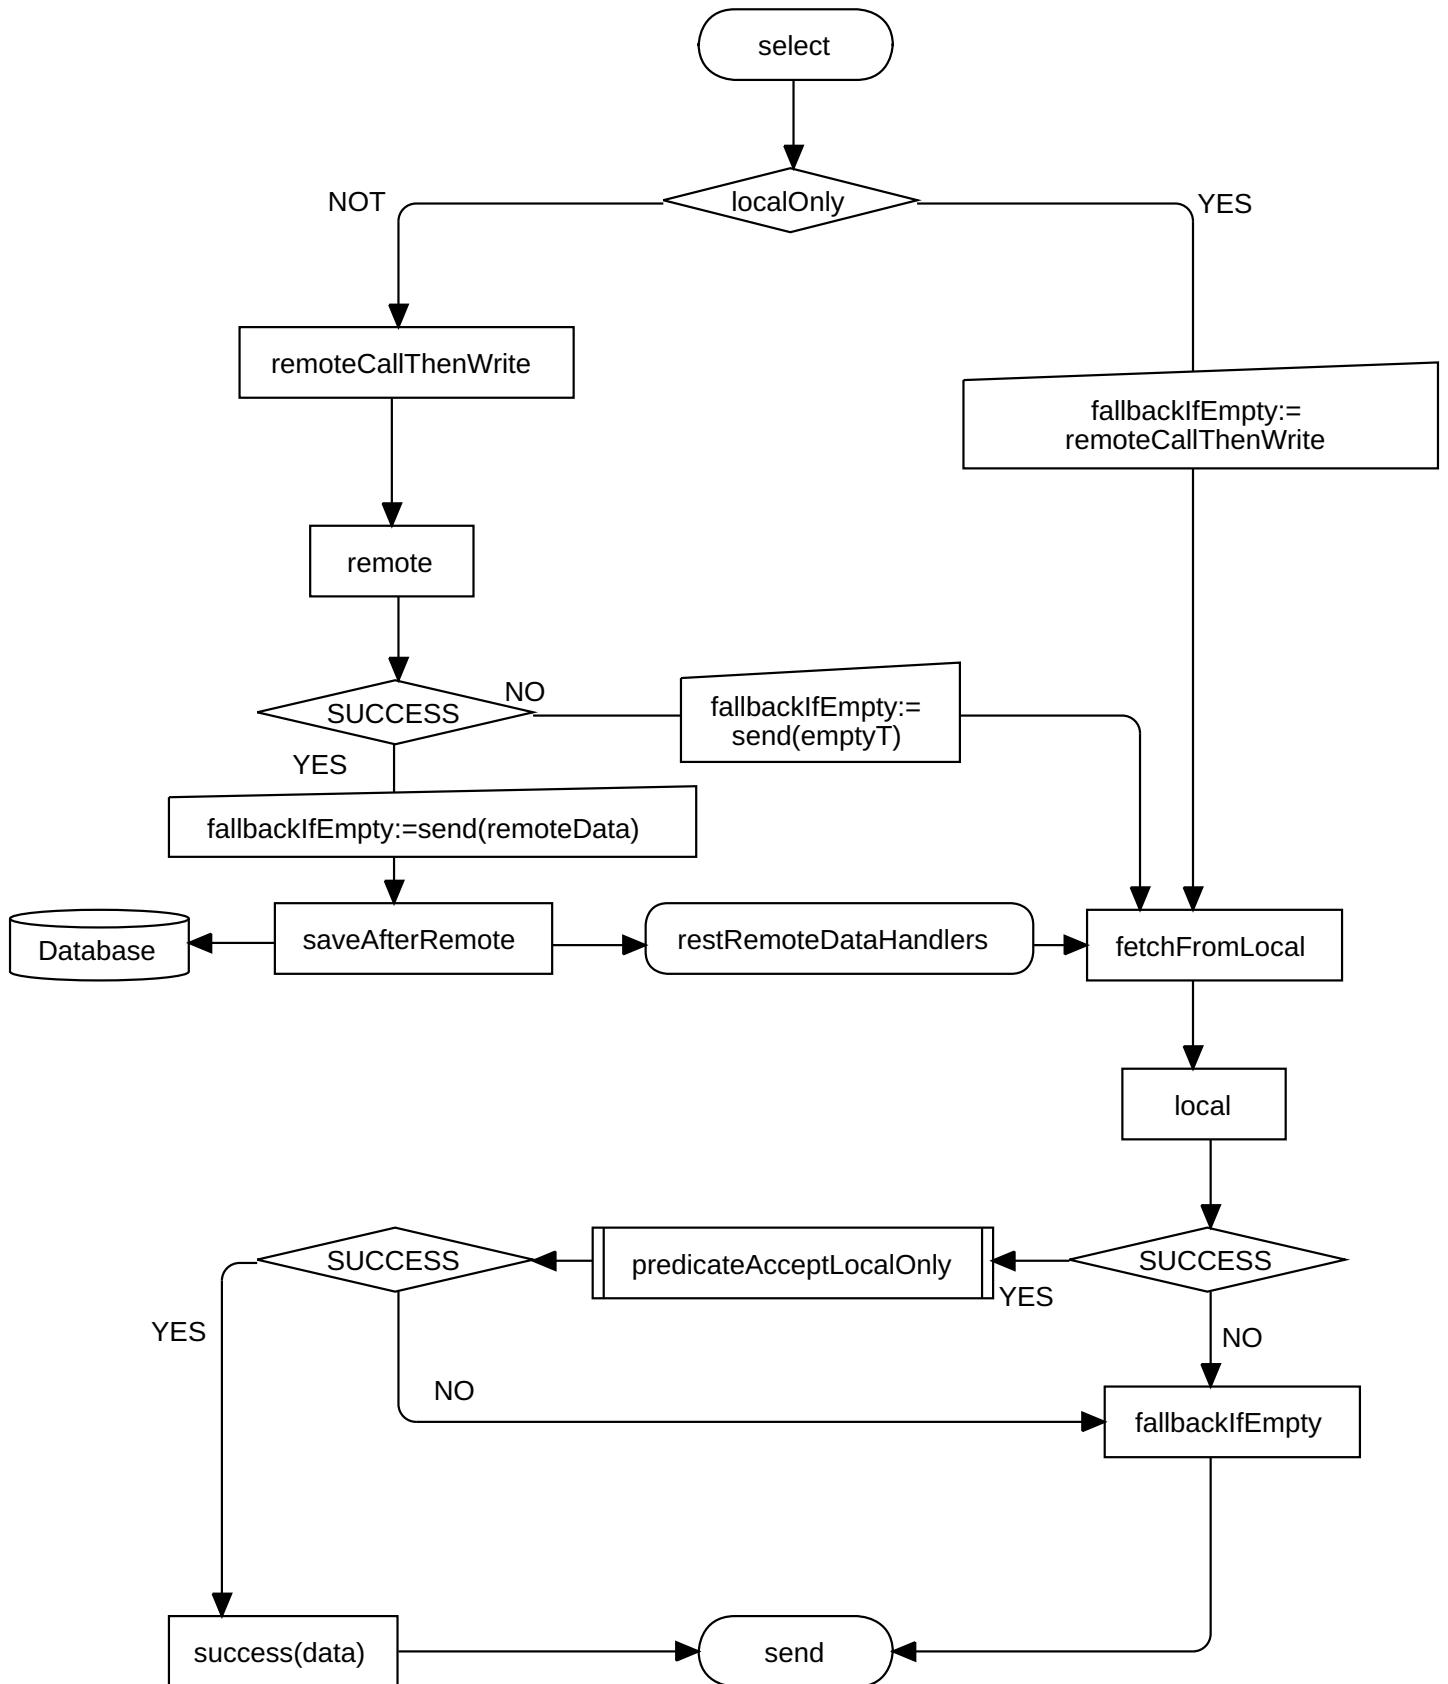 select
localOnly
NOT
YES
remoteCallThenWrite
fallbackIfEmpty:=
remoteCallThenWrite
remote
SUCCESS
NO
fallbackIfEmpty:=
send(emptyT)
YES
fallbackIfEmpty:=send(remoteData)
Database
saveAfterRemote
restRemoteDataHandlers
fetchFromLocal
local
SUCCESS
predicateAcceptLocalOnly
SUCCESS
YES
YES
NO
NO
fallbackIfEmpty
success(data)
send